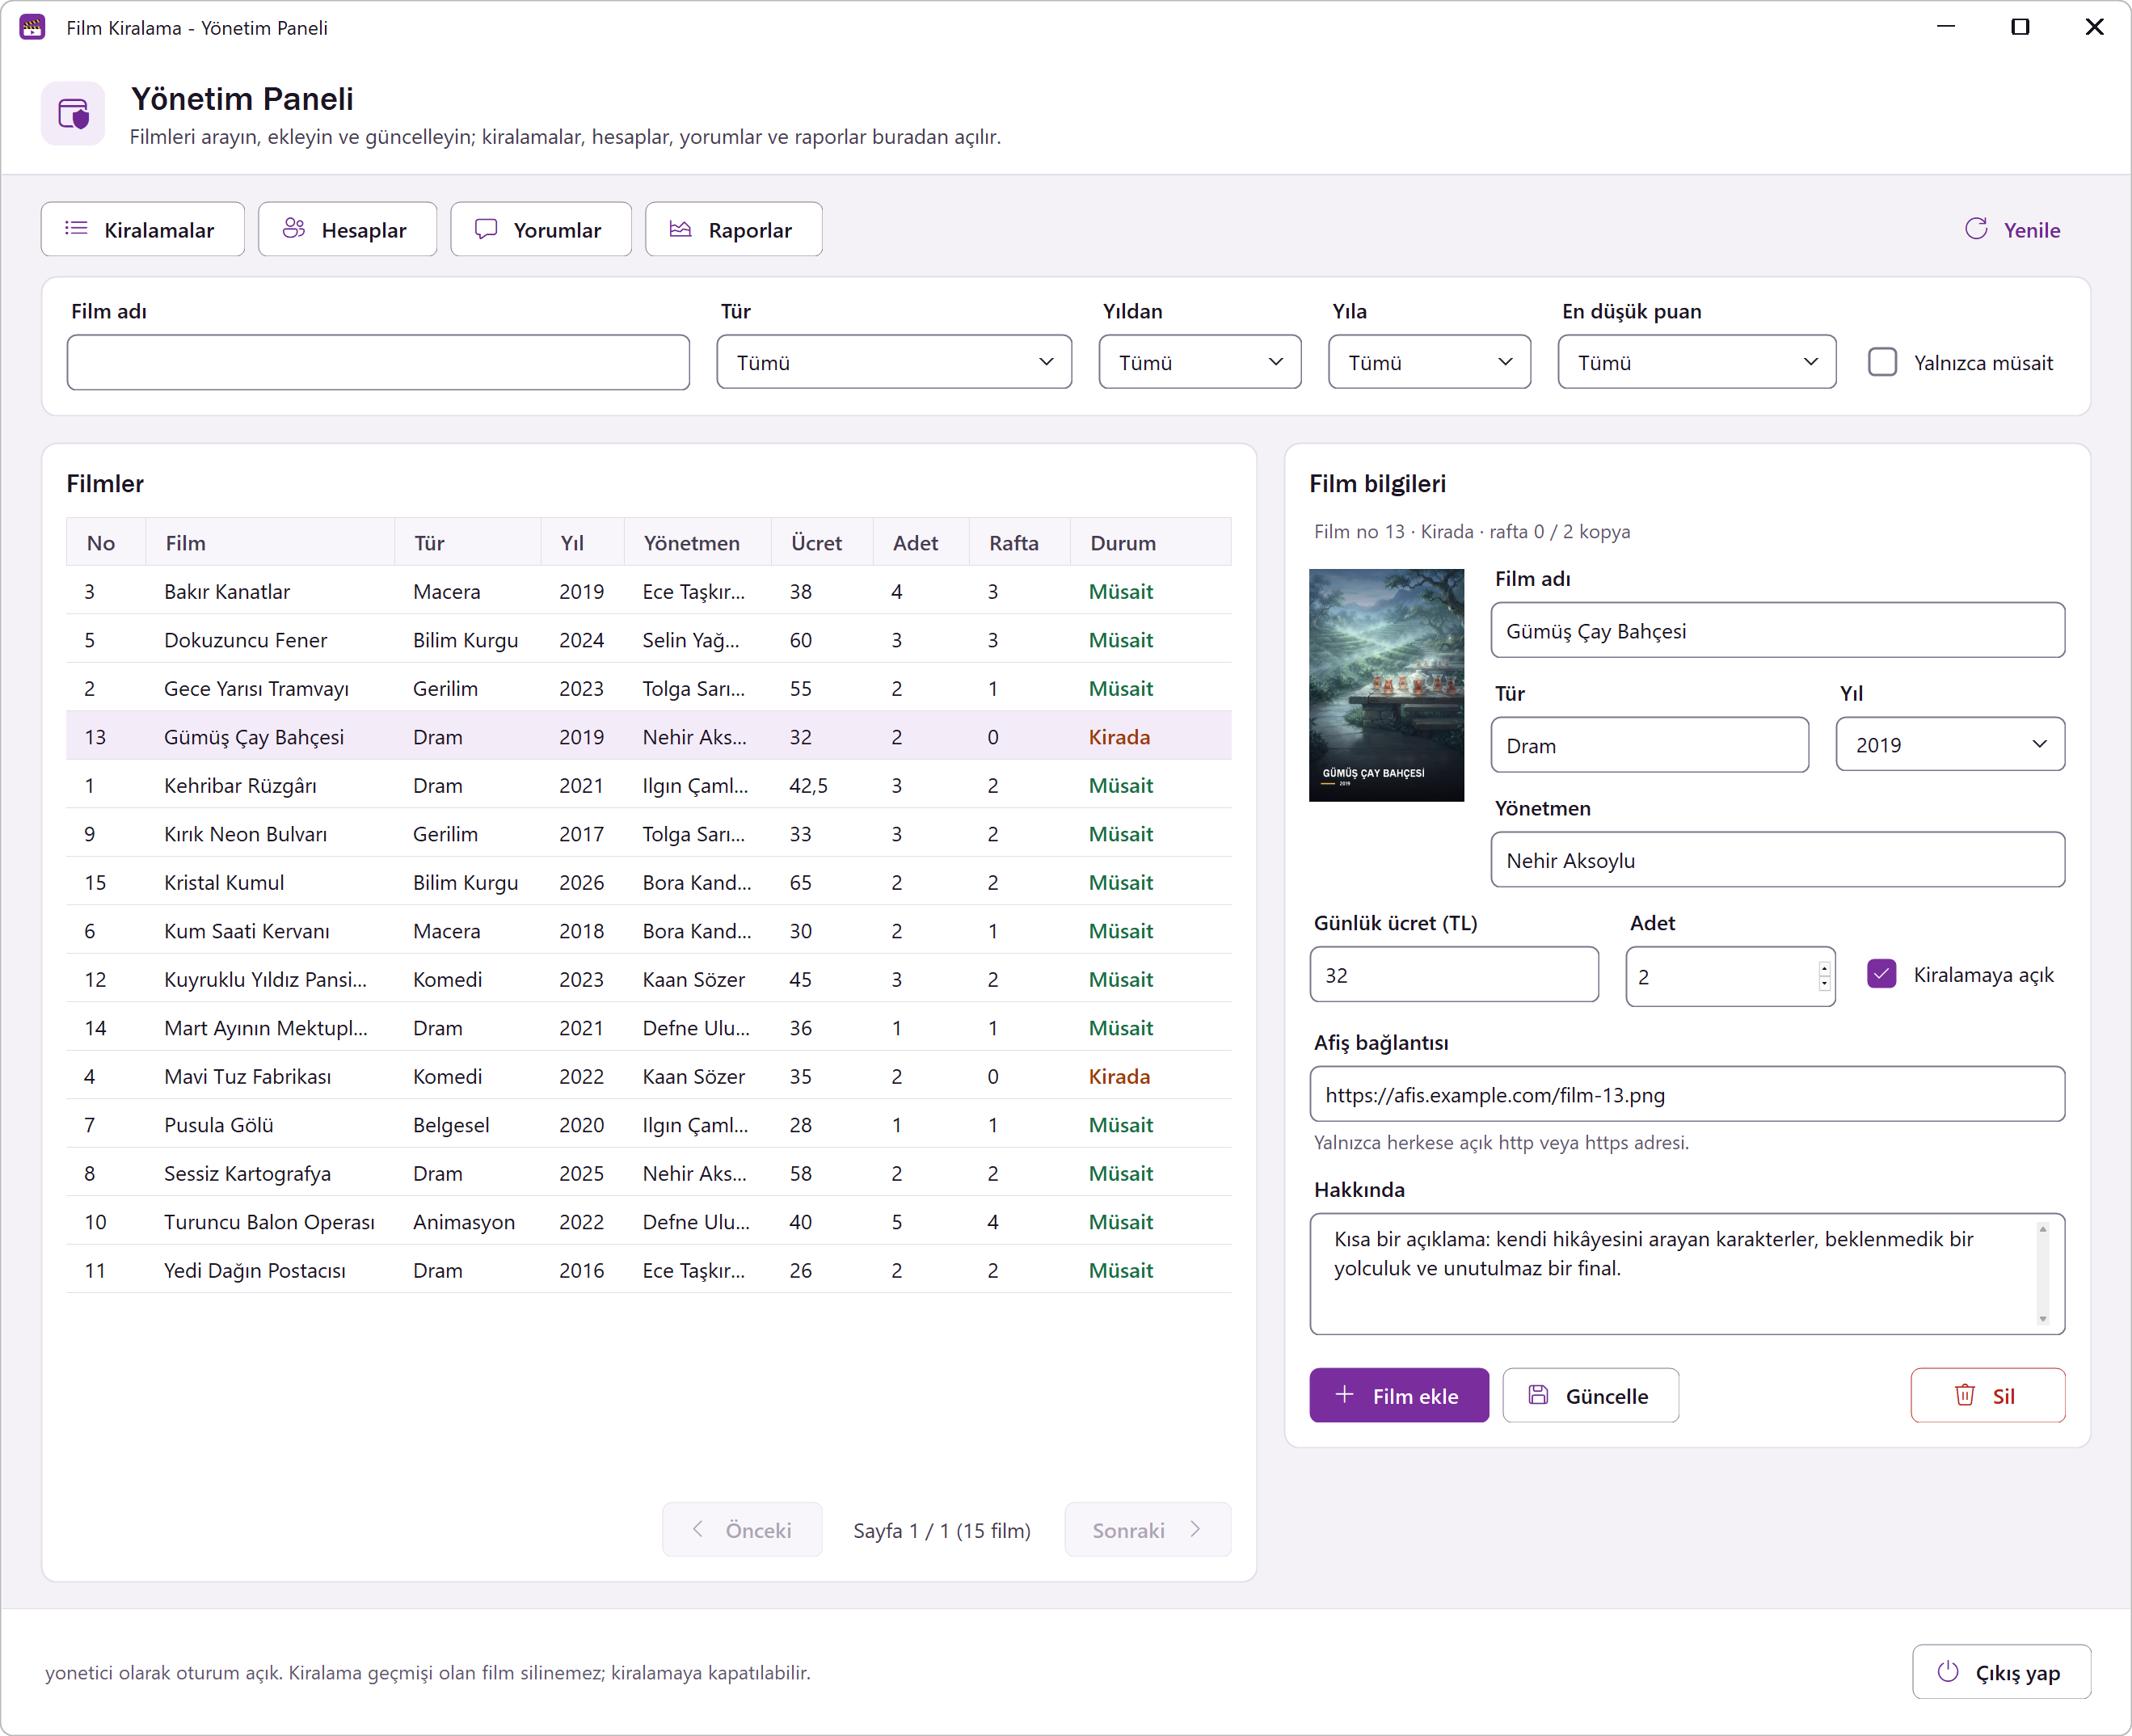 Film Kiralama - Yönetim Paneli
Yönetim Paneli
Filmleri arayın, ekleyin ve güncelleyin; kiralamalar, hesaplar, yorumlar ve raporlar buradan açılır.
Kiralamalar Hesaplar Yorumlar Raporlar Yenile
Film adı Tür Yıldan Yıla En düşük puan
Tümü Tümü Tümü Tümü Yalnızca müsait
Filmler
No Film Tür Yıl Yönetmen Ücret Adet Rafta Durum
3 Bakır Kanatlar Macera 2019 Ece Taşkır... 38 4 3 Müsait
5 Dokuzuncu Fener Bilim Kurgu 2024 Selin Yağ... 60 3 3 Müsait
2 Gece Yarısı Tramvayı Gerilim 2023 Tolga Sarı... 55 2 1 Müsait
13 Gümüş Çay Bahçesi Dram 2019 Nehir Aks... 32 2 0 Kirada
1 Kehribar Rüzgârı Dram 2021 Ilgın Çaml... 42,5 3 2 Müsait
9 Kırık Neon Bulvarı Gerilim 2017 Tolga Sarı... 33 3 2 Müsait
15 Kristal Kumul Bilim Kurgu 2026 Bora Kand... 65 2 2 Müsait
6 Kum Saati Kervanı Macera 2018 Bora Kand... 30 2 1 Müsait
12 Kuyruklu Yıldız Pansi... Komedi 2023 Kaan Sözer 45 3 2 Müsait
14 Mart Ayının Mektupl... Dram 2021 Defne Ulu... 36 1 1 Müsait
4 Mavi Tuz Fabrikası Komedi 2022 Kaan Sözer 35 2 0 Kirada
7 Pusula Gölü Belgesel 2020 Ilgın Çaml... 28 1 1 Müsait
8 Sessiz Kartografya Dram 2025 Nehir Aks... 58 2 2 Müsait
10 Turuncu Balon Operası Animasyon 2022 Defne Ulu... 40 5 4 Müsait
11 Yedi Dağın Postacısı Dram 2016 Ece Taşkır... 26 2 2 Müsait
Önceki Sayfa 1 / 1 (15 film) Sonraki
Film bilgileri
Film no 13 · Kirada · rafta 0 / 2 kopya
GÜMÜŞ ÇAY BAHÇESİ
2019
Film adı
Gümüş Çay Bahçesi
Tür Yıl
Dram 2019
Yönetmen
Nehir Aksoylu
Günlük ücret (TL) Adet
32 2 Kiralamaya açık
Afiş bağlantısı
https://afis.example.com/film-13.png
Yalnızca herkese açık http veya https adresi.
Hakkında
Kısa bir açıklama: kendi hikâyesini arayan karakterler, beklenmedik bir
yolculuk ve unutulmaz bir final.
Film ekle Güncelle Sil
yonetici olarak oturum açık. Kiralama geçmişi olan film silinemez; kiralamaya kapatılabilir.
Çıkış yap